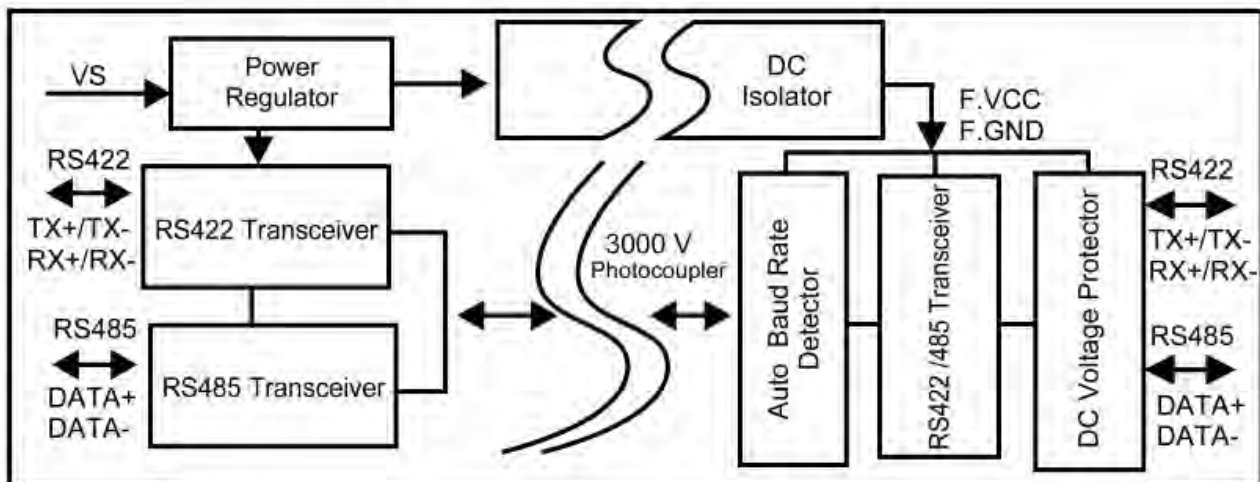 VS
Power
Regulator
DC
Isolator
F.VCC
F.GND
RS422
TX+/TX-
RX+/RX-
RS422 Transceiver
3000 V
Photocoupler
RS485
DATA+
DATA-
RS485 Transceiver
Auto Baud Rate
Detector
RS422 /485 Transceiver
DC Voltage Protector
RS422
TX+/TX-
RX+/RX-
RS485
DATA+
DATA-